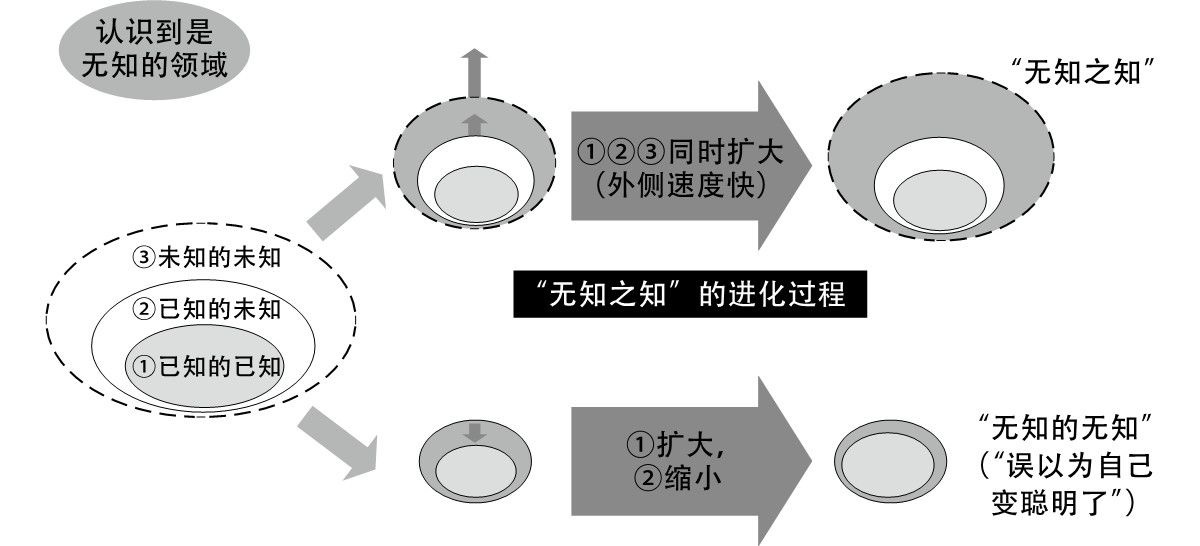 认识到是
无知的领域
“无知之知”
①②③同时扩大
（外侧速度快）
③未知的未知
②已知的未知
①已知的已知
“无知之知”的进化过程
①扩大，
②缩小
“无知的无知”
（“误以为自己
变聪明了”）